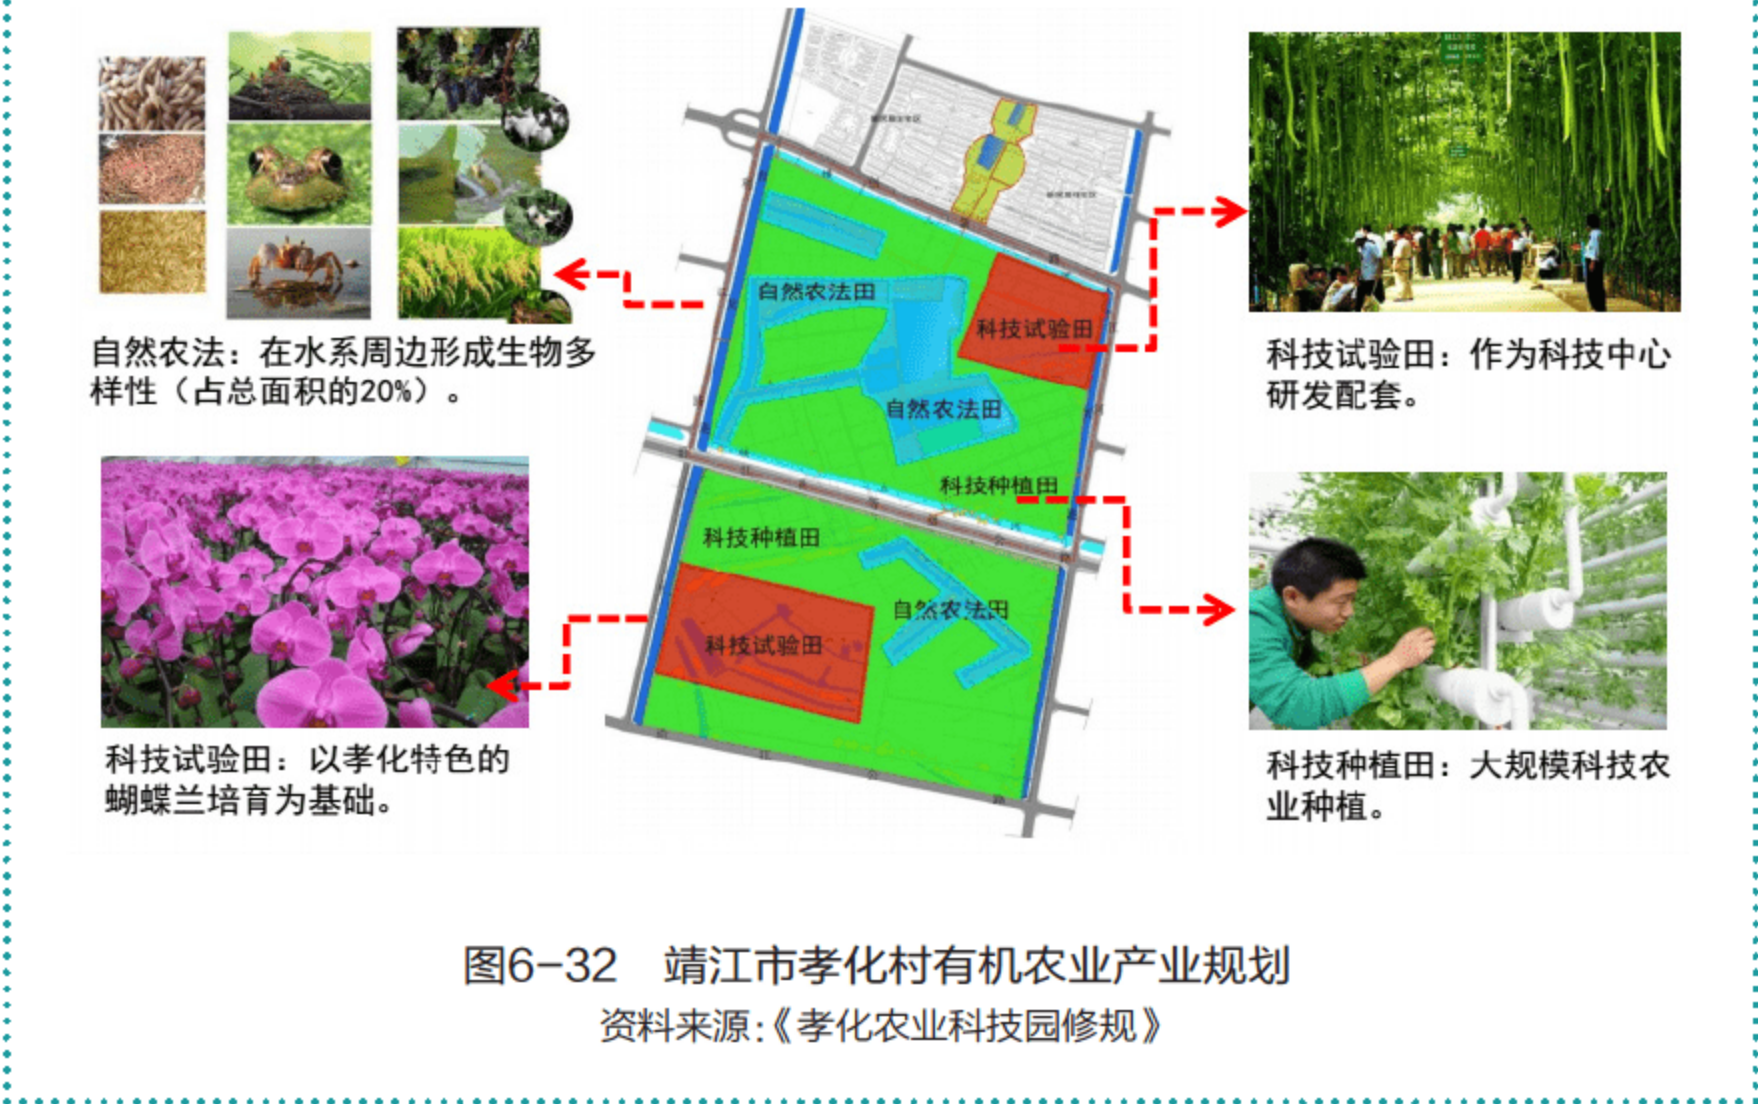 自然农法：在水系周边形成生物多
样性（占总面积的20%）。
科技试验田：以孝化特色的
蝴蝶兰培育为基础。
自然农法田
科技试验田
自然农法田
科技种植田
科技种植田
自然农法田
科技试验田
科技试验田：作为科技中心
研发配套。
科技种植田：大规模科技农
业种植。
图6-32 靖江市孝化村有机农业产业规划
资料来源：《孝化农业科技园修规》